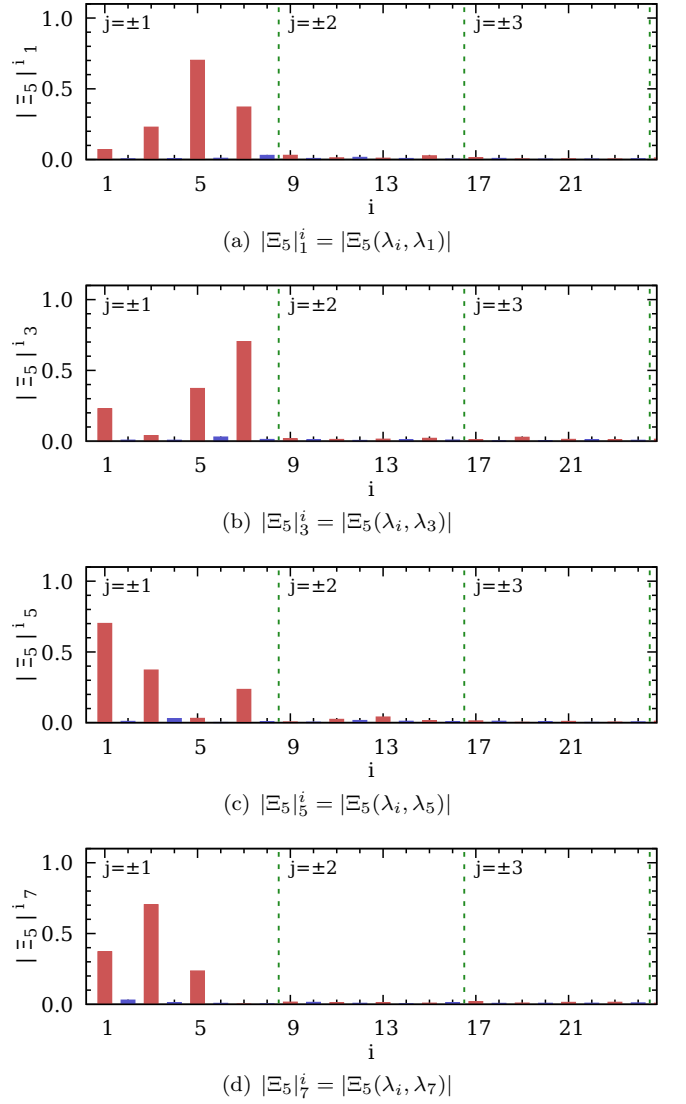 1.0
j=±1 j=±2 j=±3
0.5
| Ξ₅ |ⁱ₁
0.0
1 5 9 13 17 21
i
(a) |Ξ₅|ⁱ₁ = |Ξ₅(λᵢ, λ₁)|
1.0
j=±1 j=±2 j=±3
0.5
| Ξ₅ |ⁱ₃
0.0
1 5 9 13 17 21
i
(b) |Ξ₅|ⁱ₃ = |Ξ₅(λᵢ, λ₃)|
1.0
j=±1 j=±2 j=±3
0.5
| Ξ₅ |ⁱ₅
0.0
1 5 9 13 17 21
i
(c) |Ξ₅|ⁱ₅ = |Ξ₅(λᵢ, λ₅)|
1.0
j=±1 j=±2 j=±3
0.5
| Ξ₅ |ⁱ₇
0.0
1 5 9 13 17 21
i
(d) |Ξ₅|ⁱ₇ = |Ξ₅(λᵢ, λ₇)|